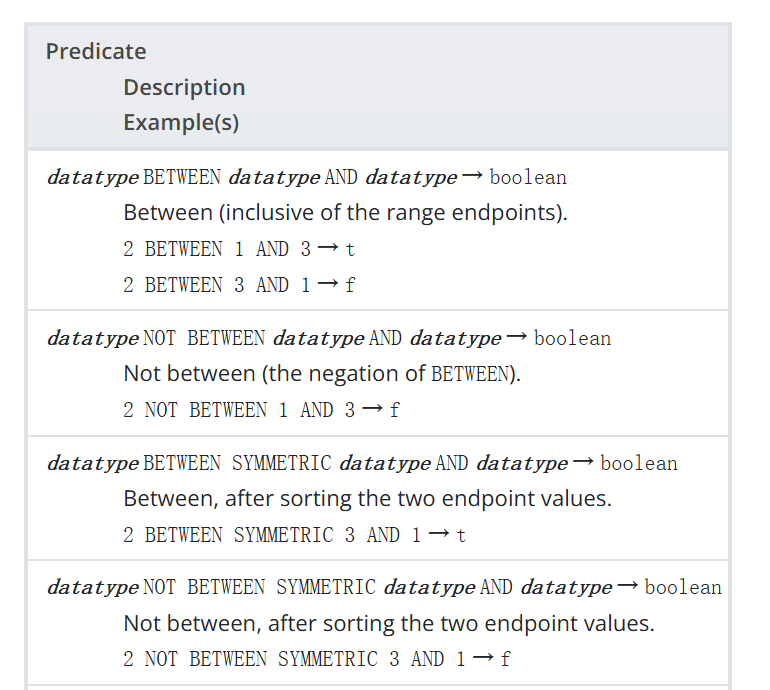 Predicate
Description
Example(s)
datatype BETWEEN datatype AND datatype → boolean
Between (inclusive of the range endpoints).
2 BETWEEN 1 AND 3 → t
2 BETWEEN 3 AND 1 → f
datatype NOT BETWEEN datatype AND datatype → boolean
Not between (the negation of BETWEEN).
2 NOT BETWEEN 1 AND 3 → f
datatype BETWEEN SYMMETRIC datatype AND datatype → boolean
Between, after sorting the two endpoint values.
2 BETWEEN SYMMETRIC 3 AND 1 → t
datatype NOT BETWEEN SYMMETRIC datatype AND datatype → boolean
Not between, after sorting the two endpoint values.
2 NOT BETWEEN SYMMETRIC 3 AND 1 → f